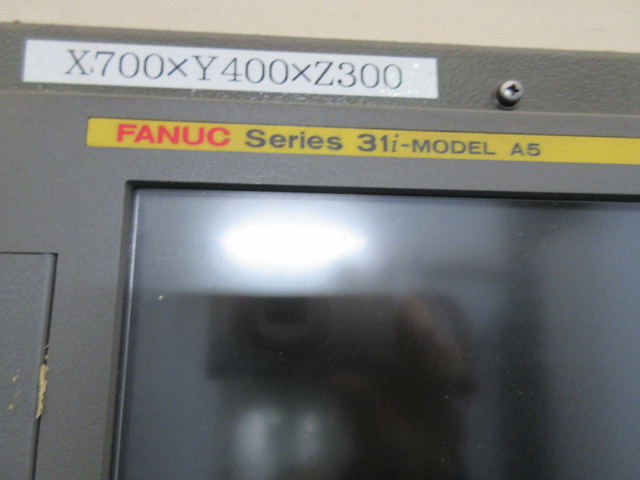 X700×Y400×Z300
FANUC Series 31i-MODEL A5